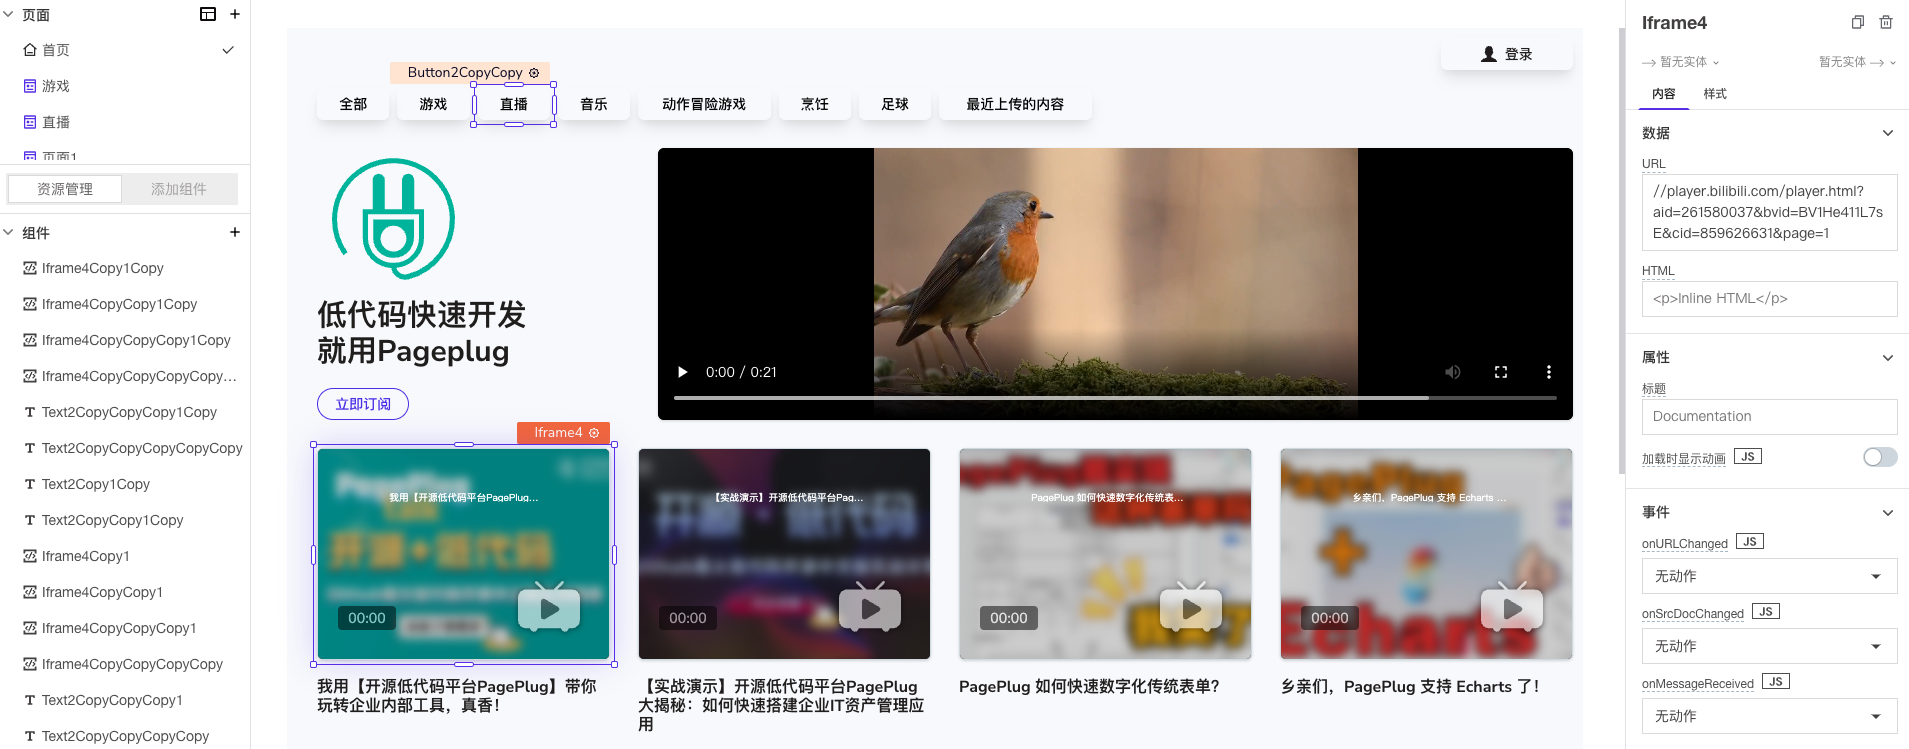 页面
首页
游戏
直播
页面1
资源管理
添加组件
组件
Iframe4Copy1Copy
Iframe4CopyCopy1Copy
Iframe4CopyCopyCopy1Copy
Iframe4CopyCopyCopyCopy...
Text2CopyCopyCopy1Copy
Text2CopyCopyCopyCopyCopy
Text2Copy1Copy
Text2CopyCopy1Copy
Iframe4Copy1
Iframe4CopyCopy1
Iframe4CopyCopyCopy1
Iframe4CopyCopyCopyCopy
Text2CopyCopyCopy1
Text2CopyCopyCopyCopy
登录
Button2CopyCopy
全部
游戏
直播
音乐
动作冒险游戏
烹饪
足球
最近上传的内容
低代码快速开发
就用Pageplug
立即订阅
0:00 / 0:21
Iframe4
PagePlug
开源+低代码
我用【开源低代码平台PagePlug...
00:00
开源·低代码
【实战演示】开源低代码平台Pag...
00:00
PagePlug 如何快速数字化传统表...
00:00
PagePlug
乡亲们，PagePlug 支持 Echarts ...
00:00
Echarts
我用【开源低代码平台PagePlug】带你
玩转企业内部工具，真香！
【实战演示】开源低代码平台PagePlug
大揭秘：如何快速搭建企业IT资产管理应
用
PagePlug 如何快速数字化传统表单？
乡亲们，PagePlug 支持 Echarts 了！
Iframe4
暂无实体
暂无实体
内容
样式
数据
URL
//player.bilibili.com/player.html?
aid=261580037&bvid=BV1He411L7s
E&cid=859626631&page=1
HTML
<p>Inline HTML</p>
属性
标题
Documentation
加载时显示动画
JS
事件
onURLChanged
JS
无动作
onSrcDocChanged
JS
无动作
onMessageReceived
JS
无动作